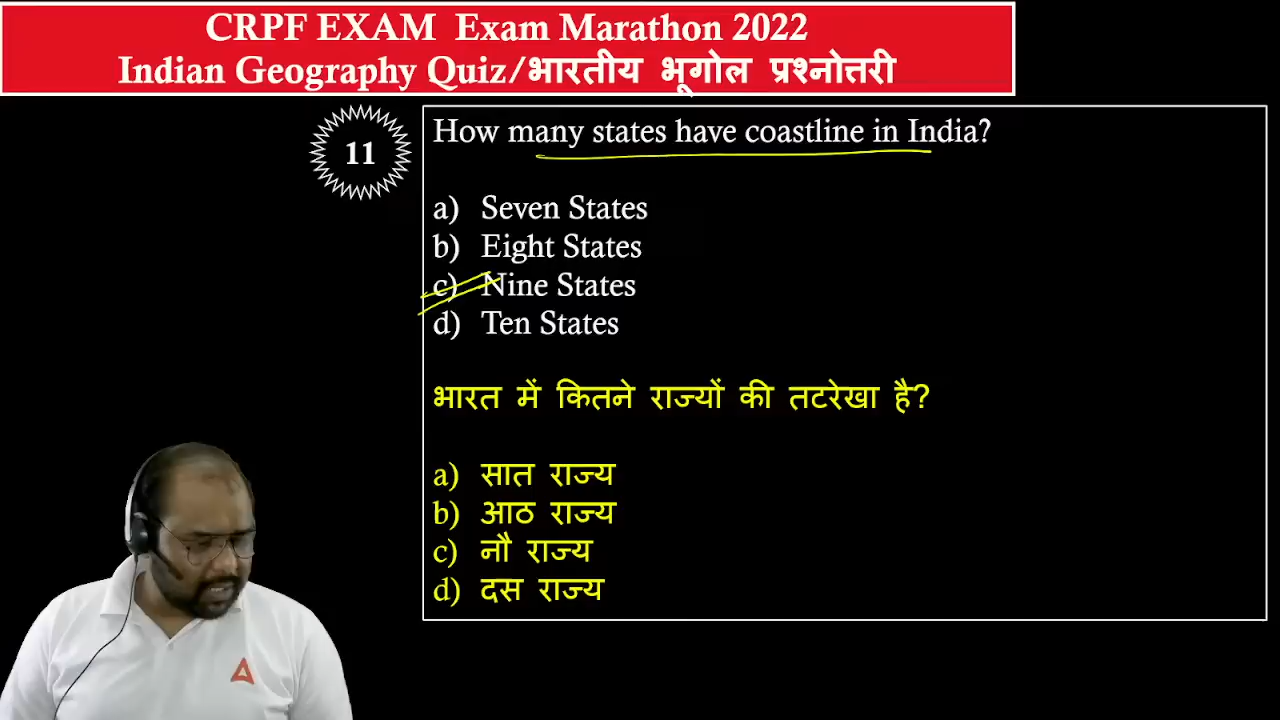 CRPF EXAM Exam Marathon 2022
Indian Geography Quiz/भारतीय भूगोल प्रश्नोत्तरी
11
How many states have coastline in India?
a) Seven States
b) Eight States
c) Nine States
d) Ten States
भारत में कितने राज्यों की तटरेखा है?
a) सात राज्य
b) आठ राज्य
c) नौ राज्य
d) दस राज्य